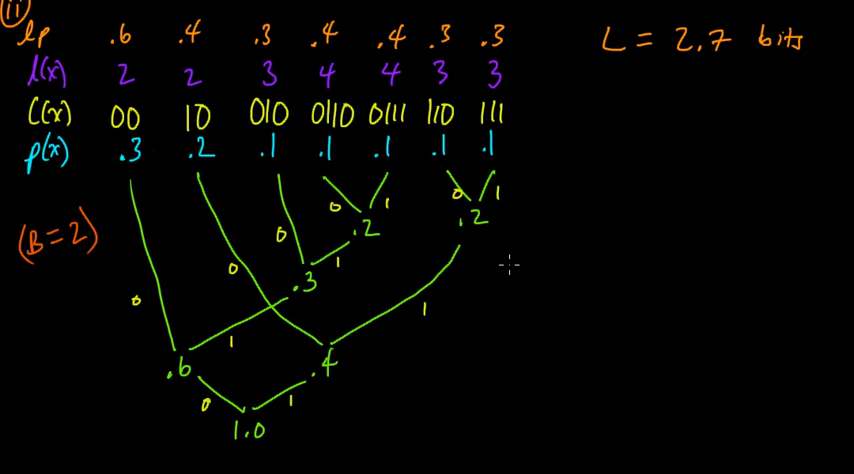 (ii)
lp .6 .4 .3 .4 .4 .3 .3 L = 2.7 bits
l(x) 2 2 3 4 4 3 3
C(x) 00 10 010 0110 0111 110 111
p(x) .3 .2 .1 .1 .1 .1 .1
0 1 0 1
(B=2) 0 .2 .2
0 1
0 .3 1
1
.6 .4
0 1
1.0